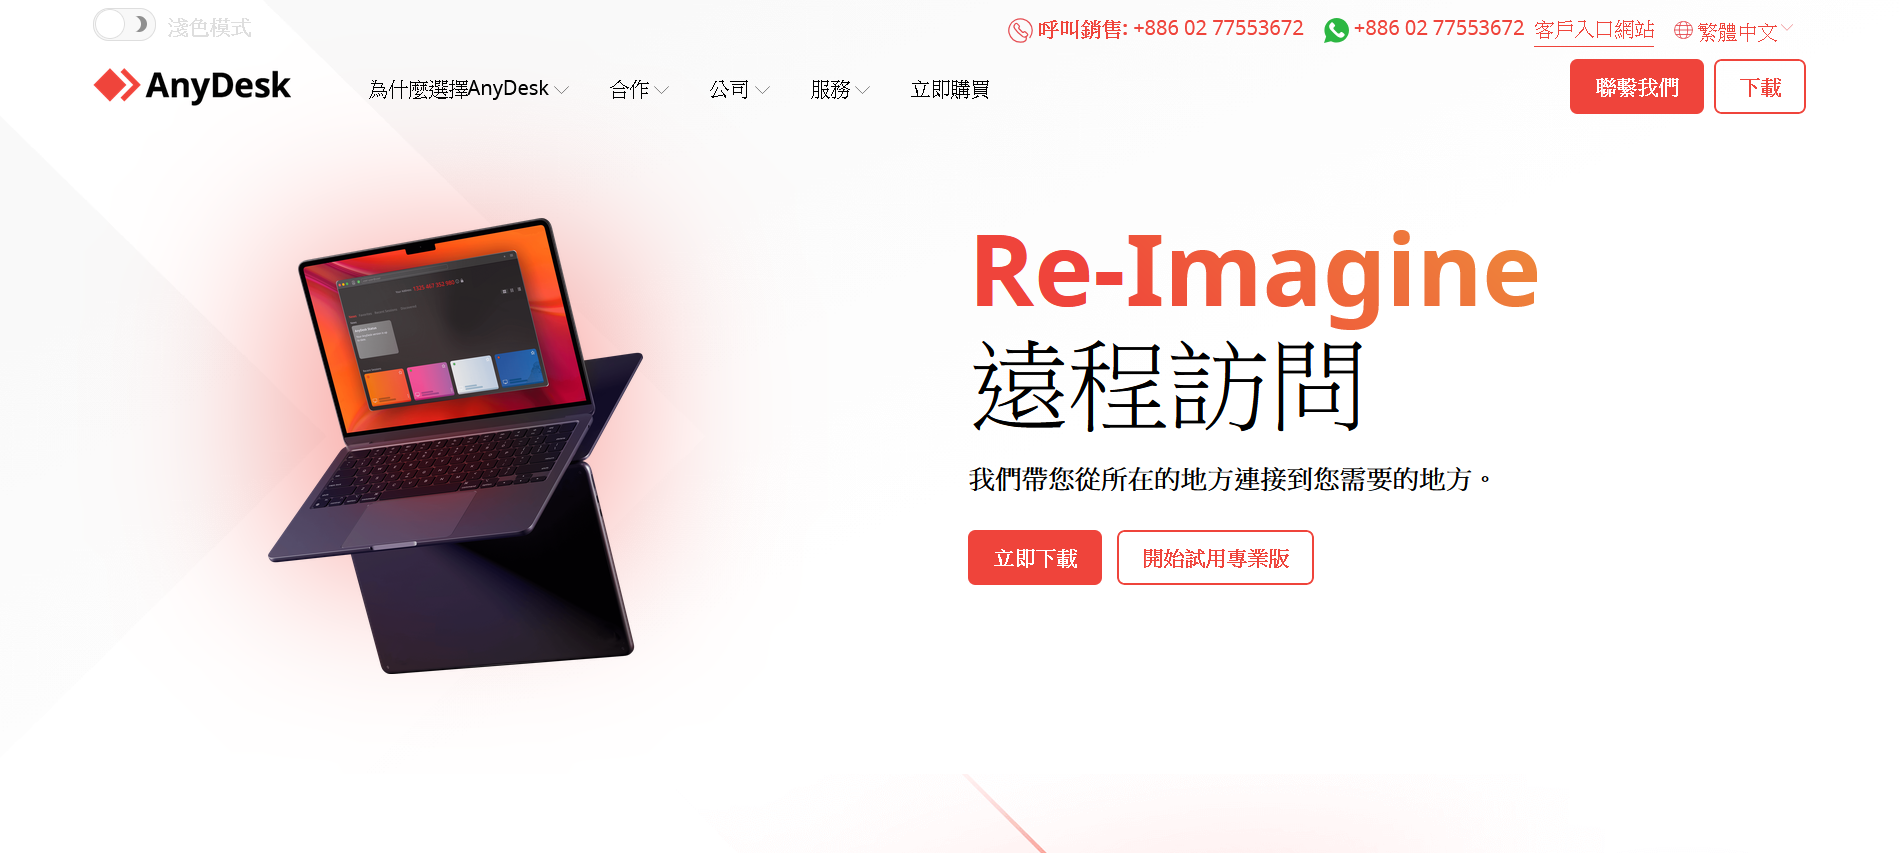 淺色模式
呼叫銷售: +886 02 77553672
+886 02 77553672
客戶入口網站
繁體中文
AnyDesk
為什麼選擇AnyDesk
合作
公司
服務
立即購買
聯繫我們
下載
Re-Imagine
遠程訪問
我們帶您從所在的地方連接到您需要的地方。
立即下載
開始試用專業版